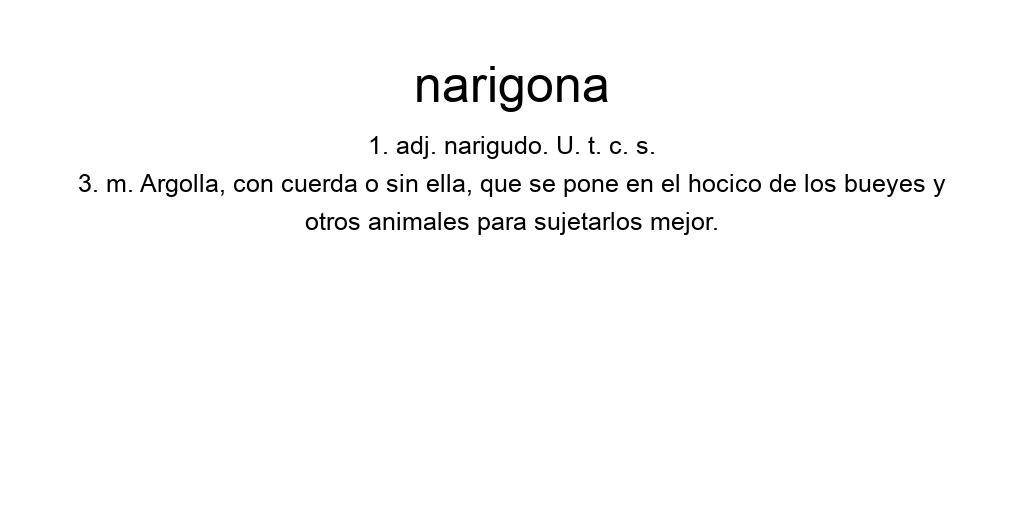 narigona
1. adj. narigudo. U. t. c. s.
3. m. Argolla, con cuerda o sin ella, que se pone en el hocico de los bueyes y
otros animales para sujetarlos mejor.